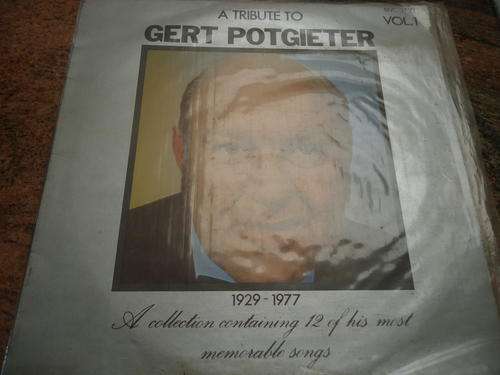 A TRIBUTE TO
GERT POTGIETER
VOL.1
1929-1977
A collection containing 12 of his most
memorable songs